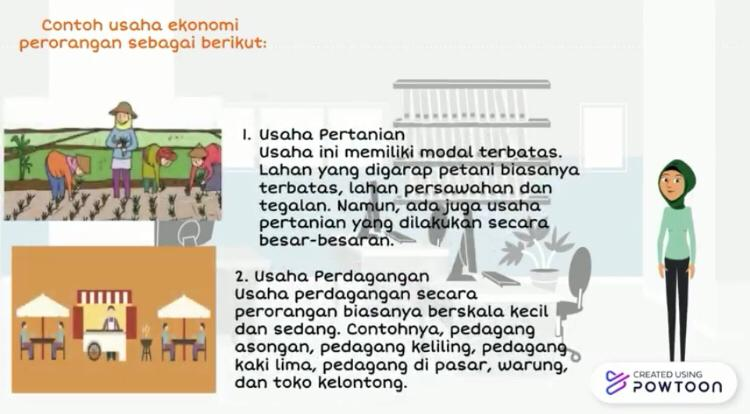 Contoh usaha ekonomi
perorangan sebagai berikut:
1. Usaha Pertanian
Usaha ini memiliki modal terbatas.
Lahan yang digarap petani biasanya
terbatas, lahan persawahan dan
tegalan. Namun, ada juga usaha
pertanian yang dilakukan secara
besar-besaran.
2. Usaha Perdagangan
Usaha perdagangan secara
perorangan biasanya berskala kecil
dan sedang. Contohnya, pedagang
asongan, pedagang keliling, pedagang
kaki lima, pedagang di pasar, warung,
dan toko kelontong.
CREATED USING
POWTOON